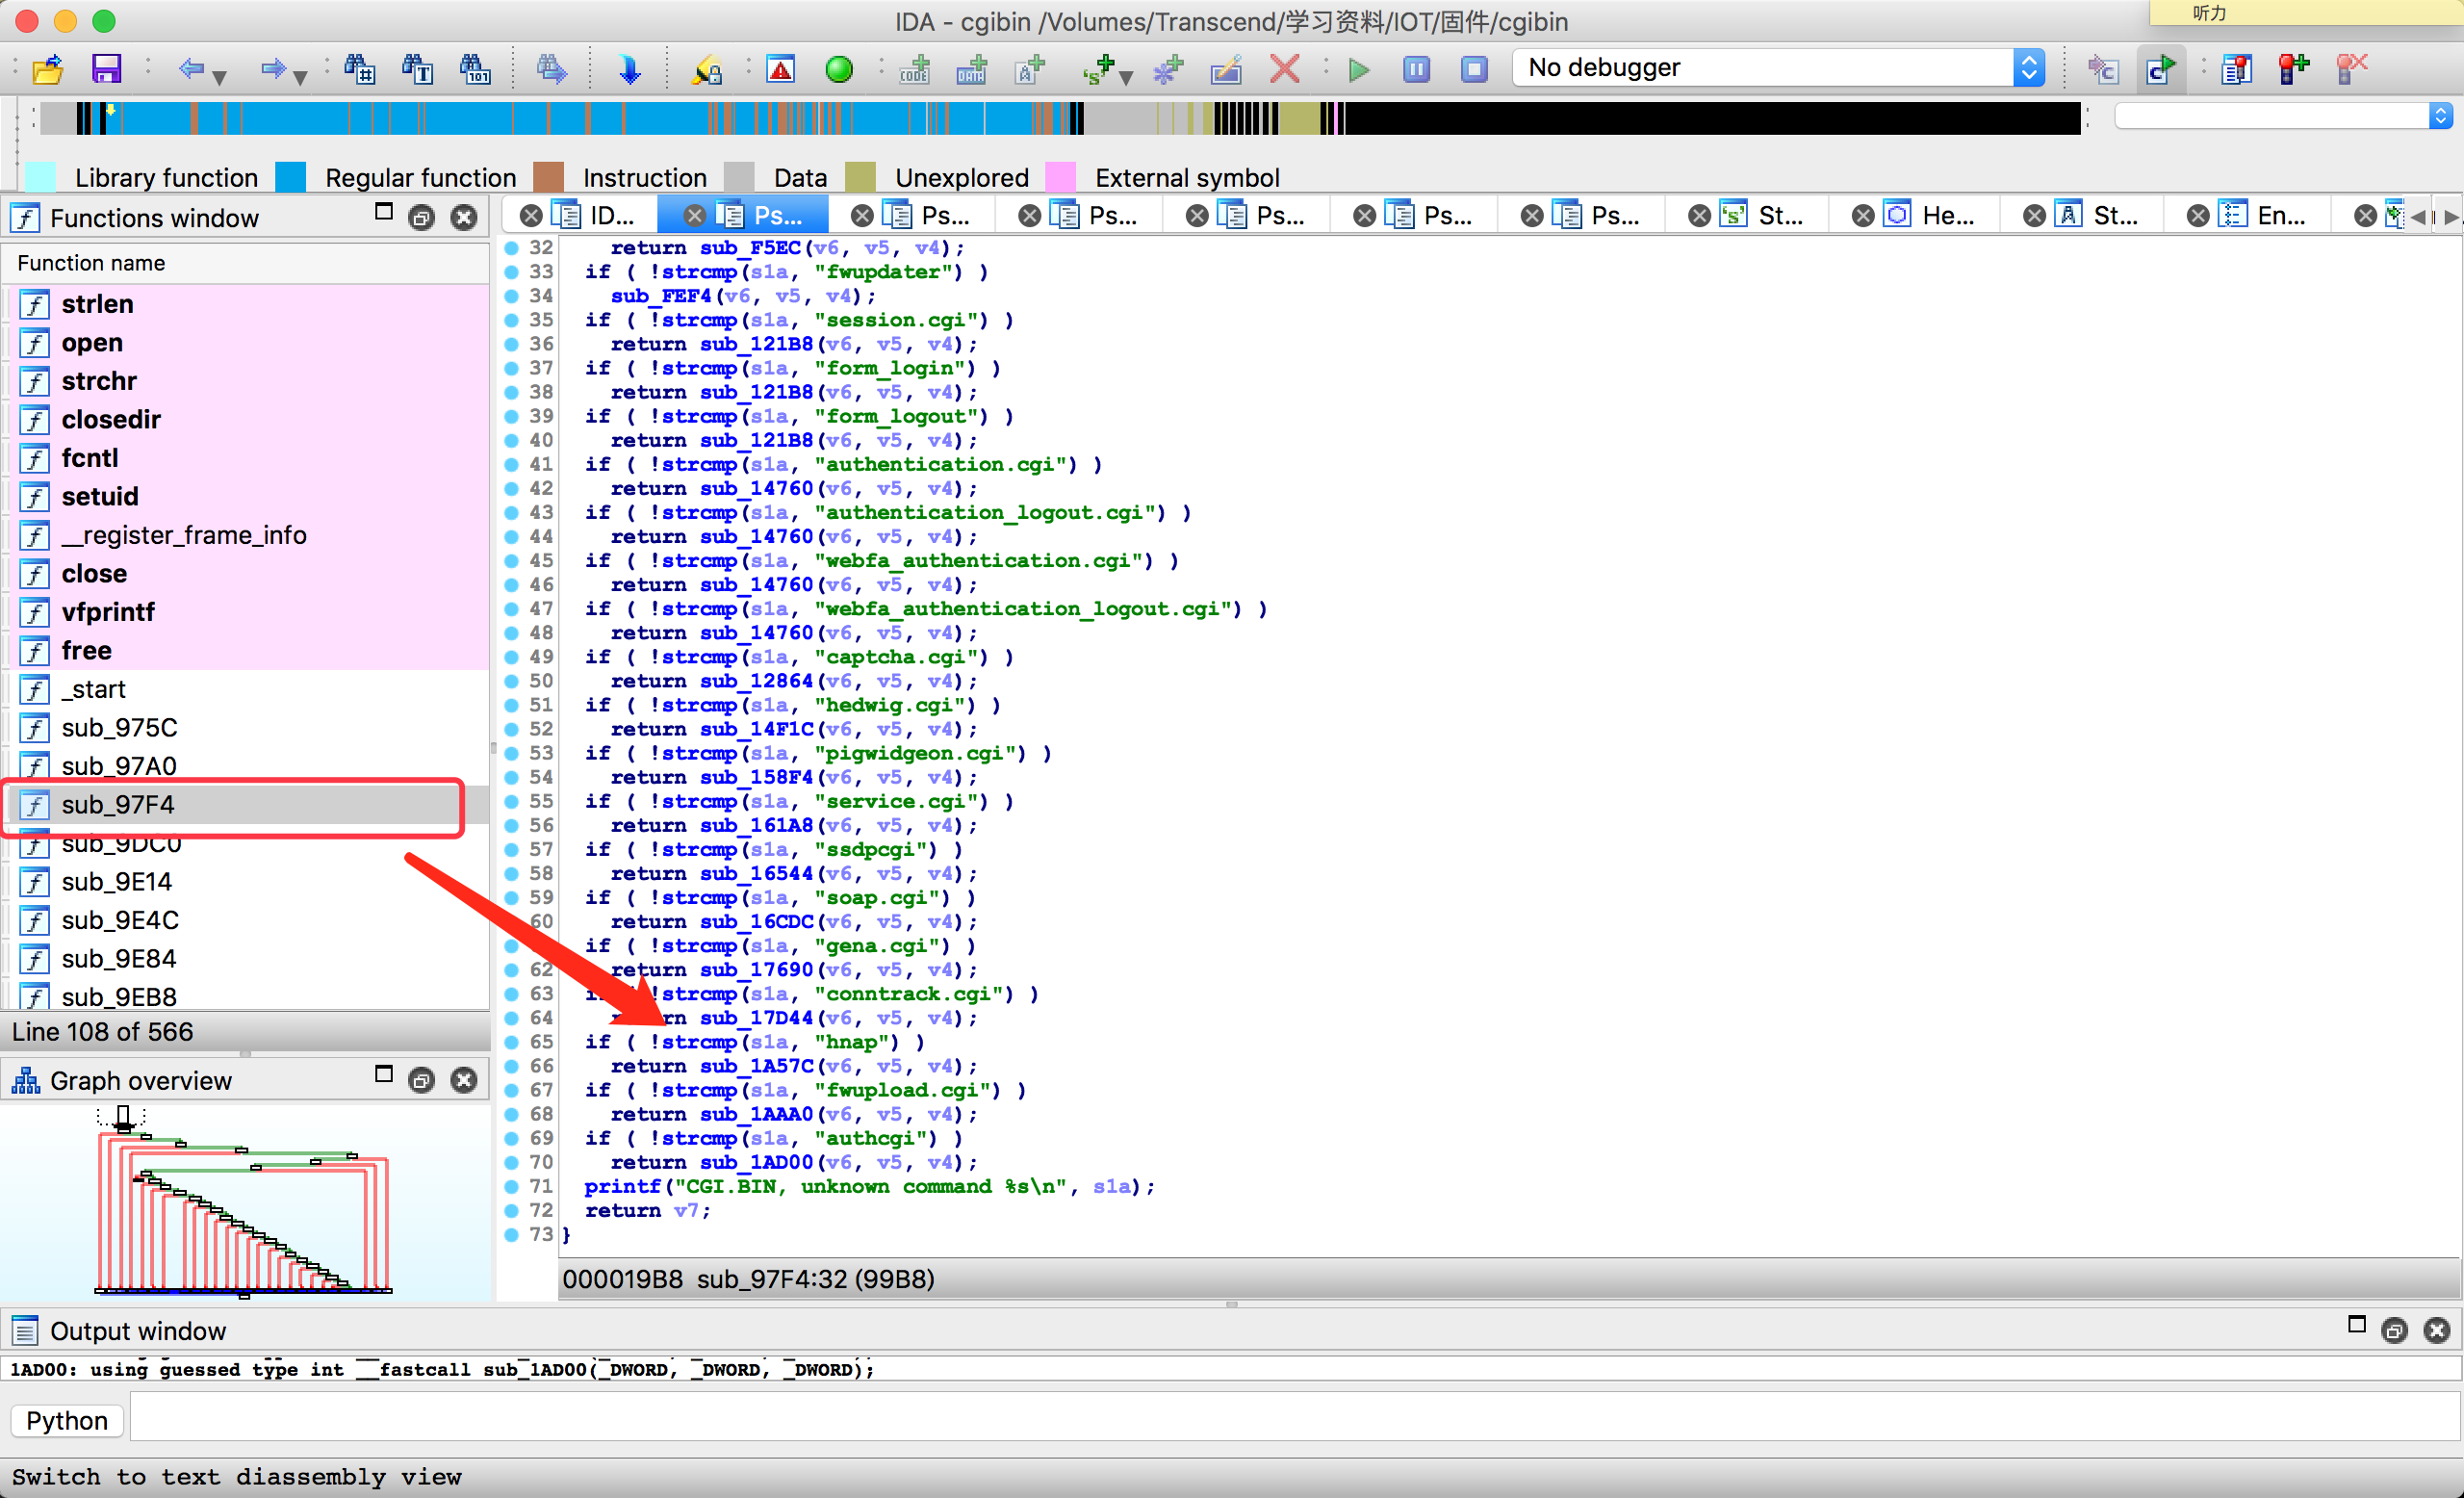 IDA - cgibin /Volumes/Transcend/学习资料/IOT/固件/cgibin
听力
No debugger
Library function Regular function Instruction Data Unexplored External symbol
Functions window
ID... Ps... Ps... Ps... Ps... Ps... Ps... St... He... St... En...
Function name
strlen
open
strchr
closedir
fcntl
setuid
__register_frame_info
close
vfprintf
free
_start
sub_975C
sub_97A0
sub_97F4
sub_9DC0
sub_9E14
sub_9E4C
sub_9E84
sub_9EB8
Line 108 of 566
Graph overview
32 return sub_F5EC(v6, v5, v4);
33 if ( !strcmp(s1a, "fwupdater") )
34 sub_FEF4(v6, v5, v4);
35 if ( !strcmp(s1a, "session.cgi") )
36 return sub_121B8(v6, v5, v4);
37 if ( !strcmp(s1a, "form_login") )
38 return sub_121B8(v6, v5, v4);
39 if ( !strcmp(s1a, "form_logout") )
40 return sub_121B8(v6, v5, v4);
41 if ( !strcmp(s1a, "authentication.cgi") )
42 return sub_14760(v6, v5, v4);
43 if ( !strcmp(s1a, "authentication_logout.cgi") )
44 return sub_14760(v6, v5, v4);
45 if ( !strcmp(s1a, "webfa_authentication.cgi") )
46 return sub_14760(v6, v5, v4);
47 if ( !strcmp(s1a, "webfa_authentication_logout.cgi") )
48 return sub_14760(v6, v5, v4);
49 if ( !strcmp(s1a, "captcha.cgi") )
50 return sub_12864(v6, v5, v4);
51 if ( !strcmp(s1a, "hedwig.cgi") )
52 return sub_14F1C(v6, v5, v4);
53 if ( !strcmp(s1a, "pigwidgeon.cgi") )
54 return sub_158F4(v6, v5, v4);
55 if ( !strcmp(s1a, "service.cgi") )
56 return sub_161A8(v6, v5, v4);
57 if ( !strcmp(s1a, "ssdpcgi") )
58 return sub_16544(v6, v5, v4);
59 if ( !strcmp(s1a, "soap.cgi") )
60 return sub_16CDC(v6, v5, v4);
if ( !strcmp(s1a, "gena.cgi") )
62 return sub_17690(v6, v5, v4);
63 !strcmp(s1a, "conntrack.cgi") )
64 sub_17D44(v6, v5, v4);
65 if ( !strcmp(s1a, "hnap") )
66 return sub_1A57C(v6, v5, v4);
67 if ( !strcmp(s1a, "fwupload.cgi") )
68 return sub_1AAA0(v6, v5, v4);
69 if ( !strcmp(s1a, "authcgi") )
70 return sub_1AD00(v6, v5, v4);
71 printf("CGI.BIN, unknown command %s\n", s1a);
72 return v7;
73 }
000019B8 sub_97F4:32 (99B8)
Output window
1AD00: using guessed type int __fastcall sub_1AD00(_DWORD, _DWORD, _DWORD);
Python
Switch to text diassembly view